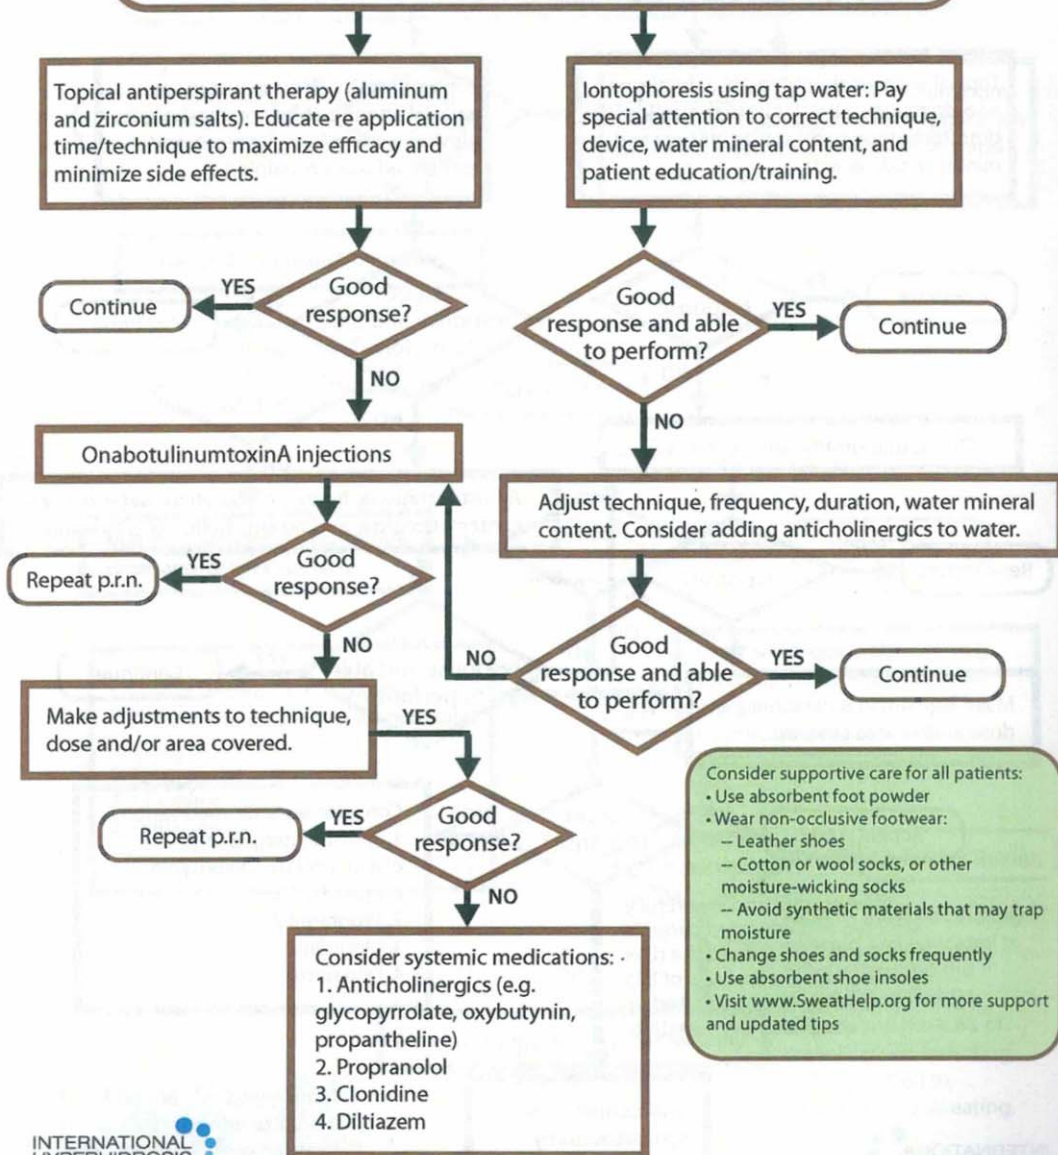 Topical antiperspirant therapy (aluminum
and zirconium salts). Educate re application
time/technique to maximize efficacy and
minimize side effects.
Iontophoresis using tap water: Pay
special attention to correct technique,
device, water mineral content, and
patient education/training.
Good
response?
YES
Continue
NO
Good
response and able
to perform?
YES
Continue
NO
OnabotulinumtoxinA injections
Adjust technique, frequency, duration, water mineral
content. Consider adding anticholinergics to water.
Good
response?
YES
Repeat p.r.n.
NO
Good
response and able
to perform?
NO
YES
Continue
Make adjustments to technique,
dose and/or area covered.
YES
Good
response?
YES
Repeat p.r.n.
NO
Consider systemic medications:
1. Anticholinergics (e.g.
glycopyrrolate, oxybutynin,
propantheline)
2. Propranolol
3. Clonidine
4. Diltiazem
Consider supportive care for all patients:
• Use absorbent foot powder
• Wear non-occlusive footwear:
-- Leather shoes
-- Cotton or wool socks, or other
moisture-wicking socks
-- Avoid synthetic materials that may trap
moisture
• Change shoes and socks frequently
• Use absorbent shoe insoles
• Visit www.SweatHelp.org for more support
and updated tips
INTERNATIONAL
HYPERHIDROSIS